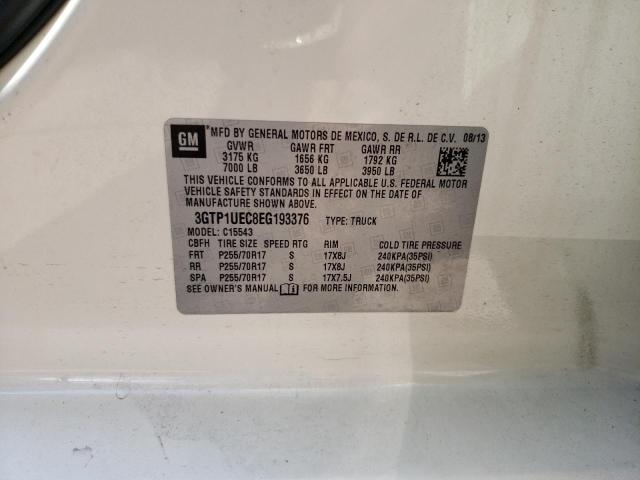 GM MFD BY GENERAL MOTORS DE MEXICO, S. DE R.L. DE C.V. 08/13
GVWR GAWR FRT GAWR RR
3175 KG 1656 KG 1792 KG
7000 LB 3656 LB 3950 LB
THIS VEHICLE CONFORMS TO ALL APPLICABLE U.S. FEDERAL MOTOR
VEHICLE SAFETY STANDARDS IN EFFECT ON THE DATE OF
MANUFACTURE SHOWN ABOVE.
3GTP1UEC8EG193376 TYPE: TRUCK
MODEL: C15543
CBFH TIRE SIZE SPEED RTG RIM COLD TIRE PRESSURE
FRT P255/70R17 S 17X8J 240KPA(35PSI)
RR P255/70R17 S 17X8J 240KPA(35PSI)
SPA P255/70R17 S 17X7.5J 240KPA(35PSI)
SEE OWNER'S MANUAL FOR MORE INFORMATION.